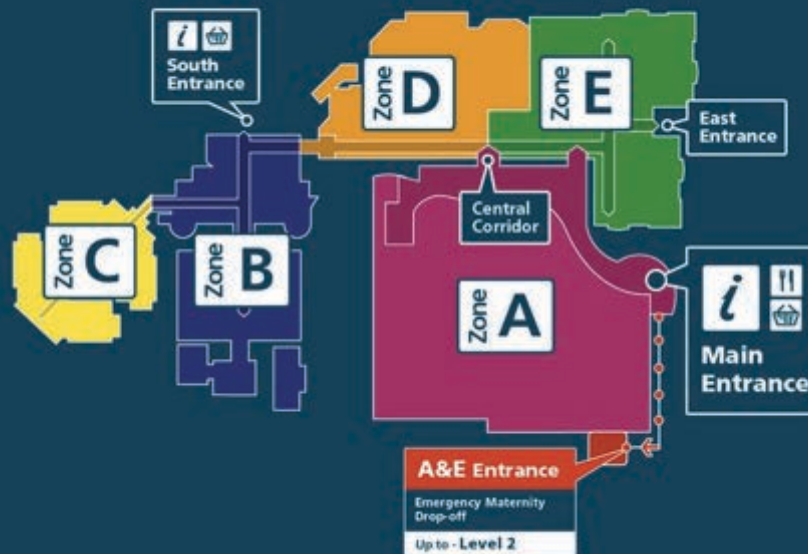 i
South
Entrance
Zone D
Zone E
East
Entrance
Central
Corridor
Zone C
Zone B
Zone A
i
Main
Entrance
A&E Entrance
Emergency Maternity
Drop-off
Up to - Level 2